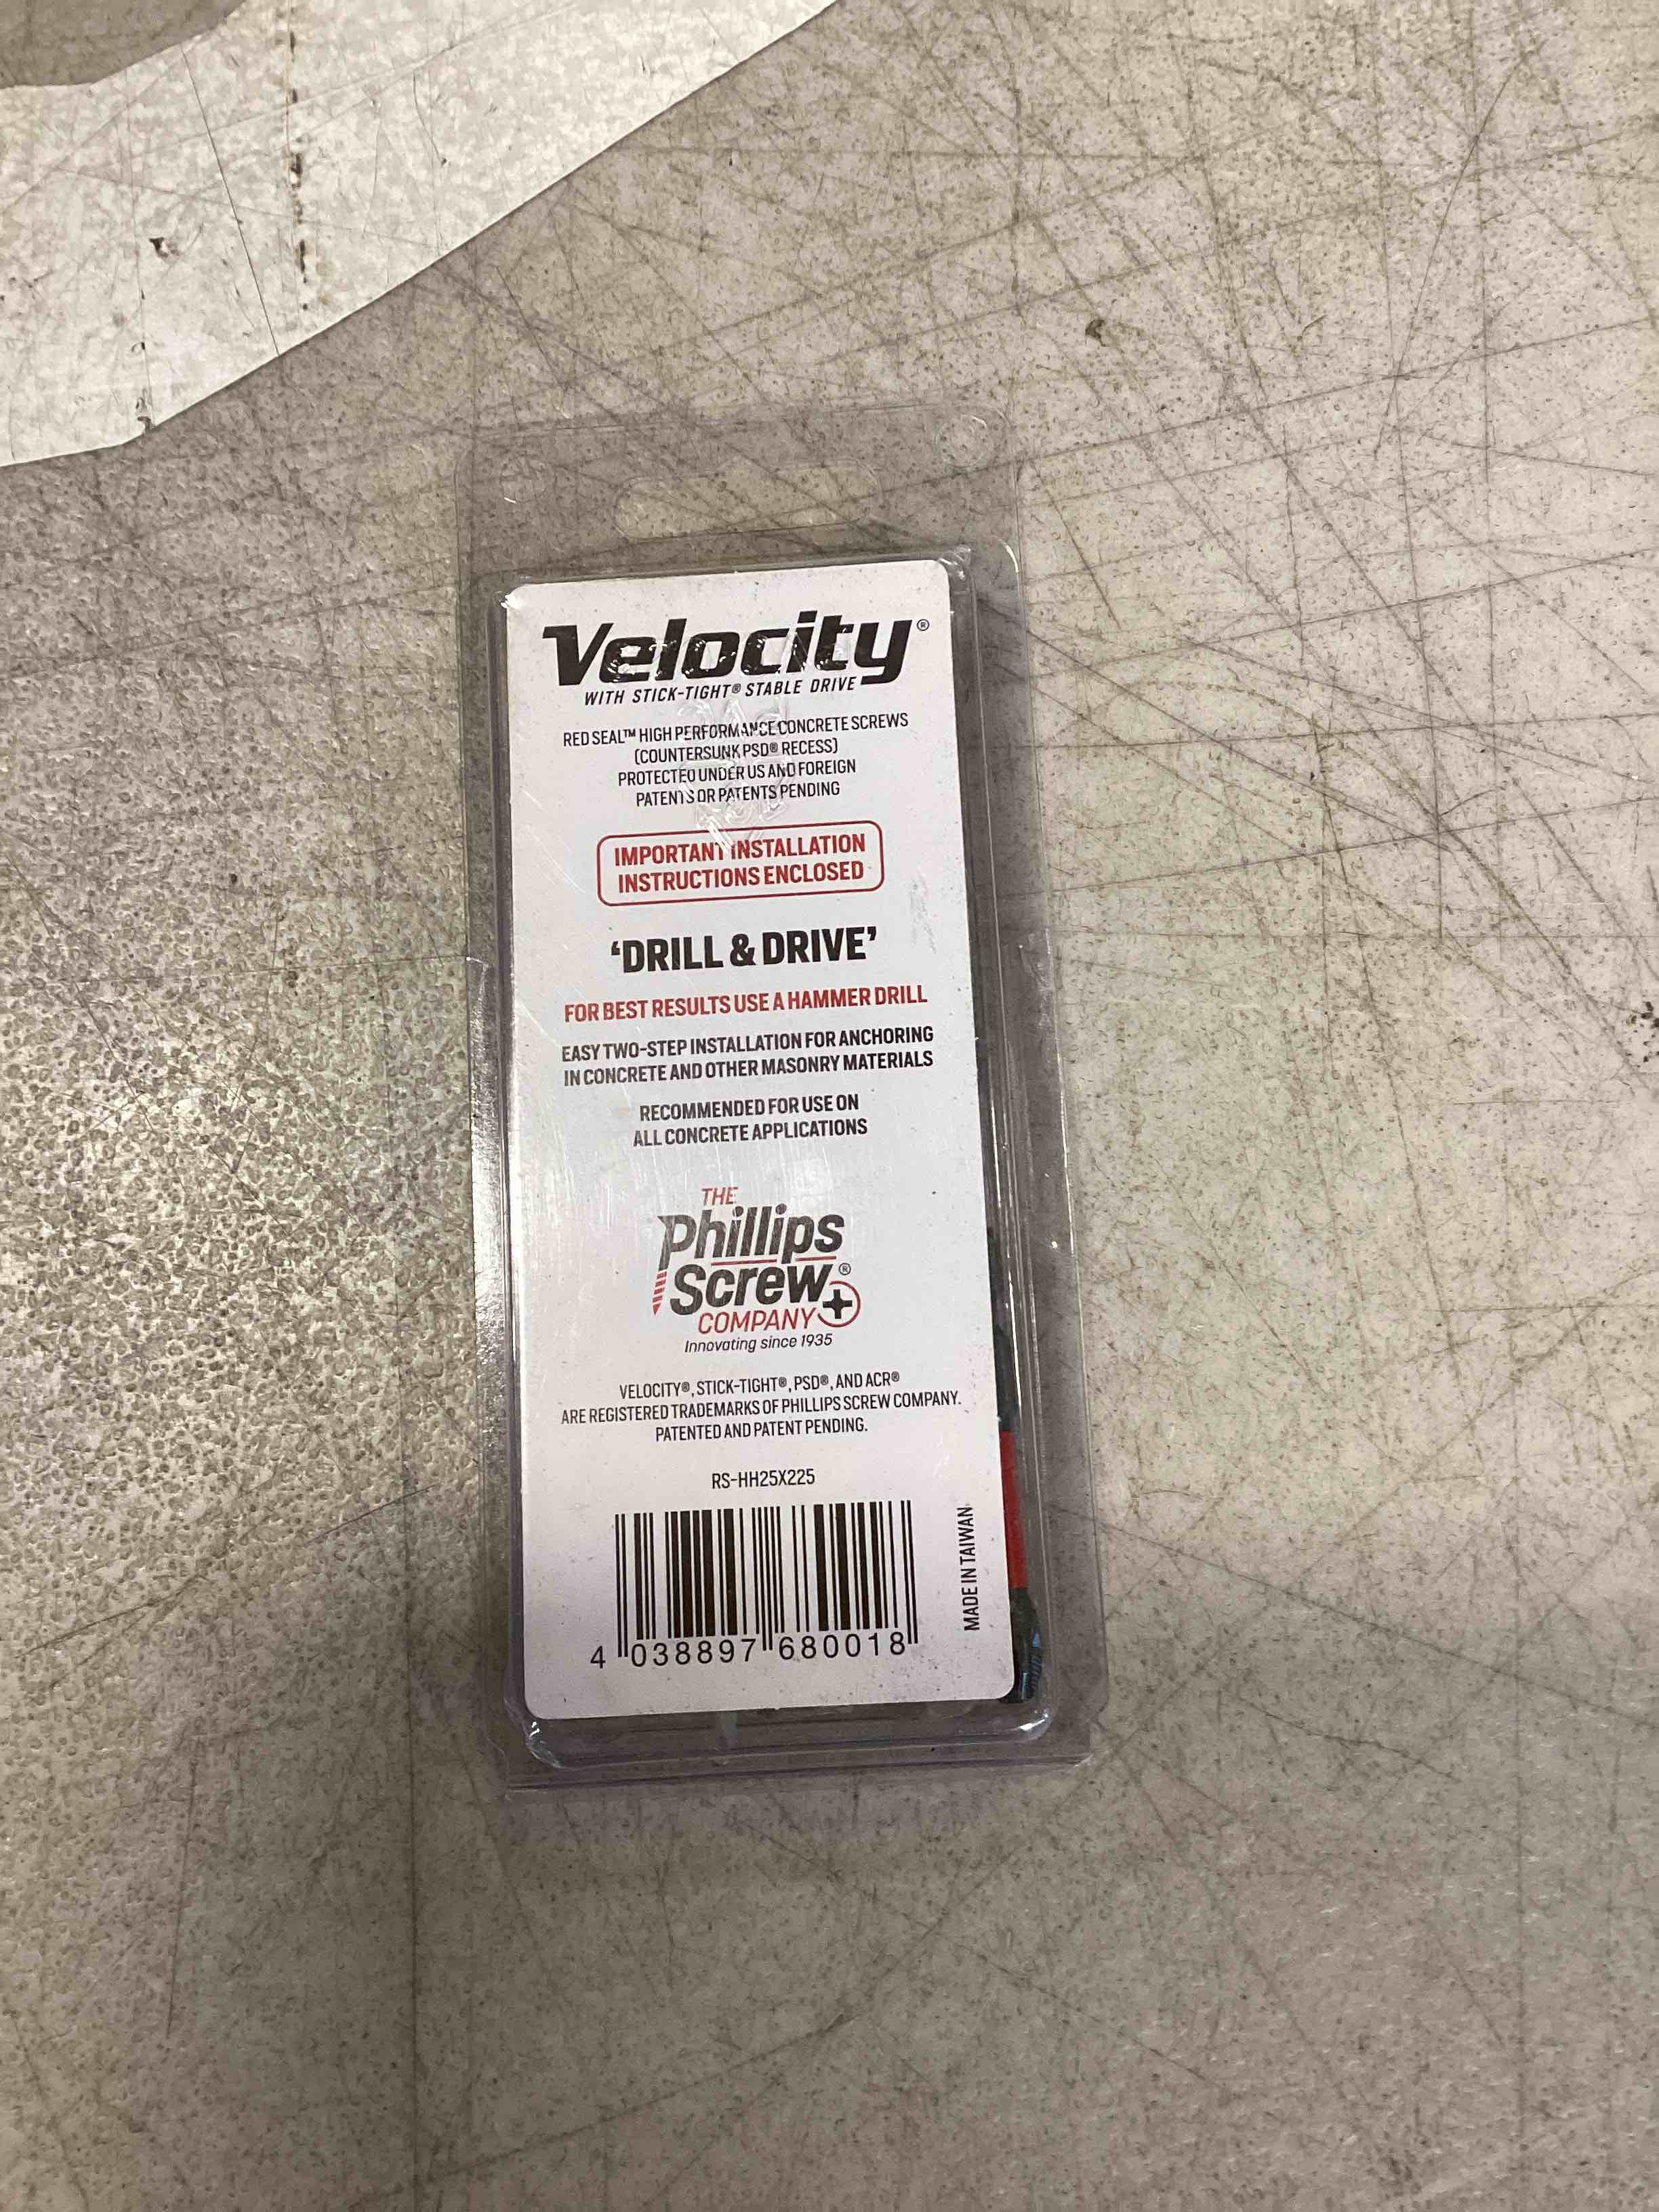 Velocity®
WITH STICK-TIGHT® STABLE DRIVE
RED SEAL™ HIGH PERFORMANCE CONCRETE SCREWS
(COUNTERSUNK PSD® RECESS)
PROTECTED UNDER US AND FOREIGN
PATENTS OR PATENTS PENDING
IMPORTANT INSTALLATION
INSTRUCTIONS ENCLOSED
‘DRILL & DRIVE’
FOR BEST RESULTS USE A HAMMER DRILL
EASY TWO-STEP INSTALLATION FOR ANCHORING
IN CONCRETE AND OTHER MASONRY MATERIALS
RECOMMENDED FOR USE ON
ALL CONCRETE APPLICATIONS
THE
Phillips
Screw®
COMPANY
Innovating since 1935
VELOCITY®, STICK-TIGHT®, PSD®, AND ACR®
ARE REGISTERED TRADEMARKS OF PHILLIPS SCREW COMPANY.
PATENTED AND PATENT PENDING.
RS-HH25X225
4 038897 680018
MADE IN TAIWAN